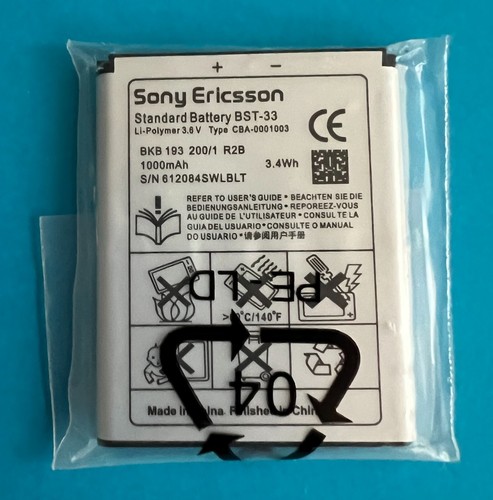 + −
Sony Ericsson
Standard Battery BST-33
Li-Polymer 3.6 V Type CBA-0001003
CE
BKB 193 200/1 R2B
1000mAh 3.4Wh
S/N 612084SWLBLT
REFER TO USER'S GUIDE • BEACHTEN SIE DIE
BEDIENUNGSANLEITUNG • REPOREZ-VOUS
AU GUIDE DE L'UTILISATEUR • CONSULTE LA
GUIA DEL USUARIO • CONSULTE O MANUAL
DO USUARIO • 请参阅用户手册
PE-LD
°C/140°F
04
Made in China Finished in China